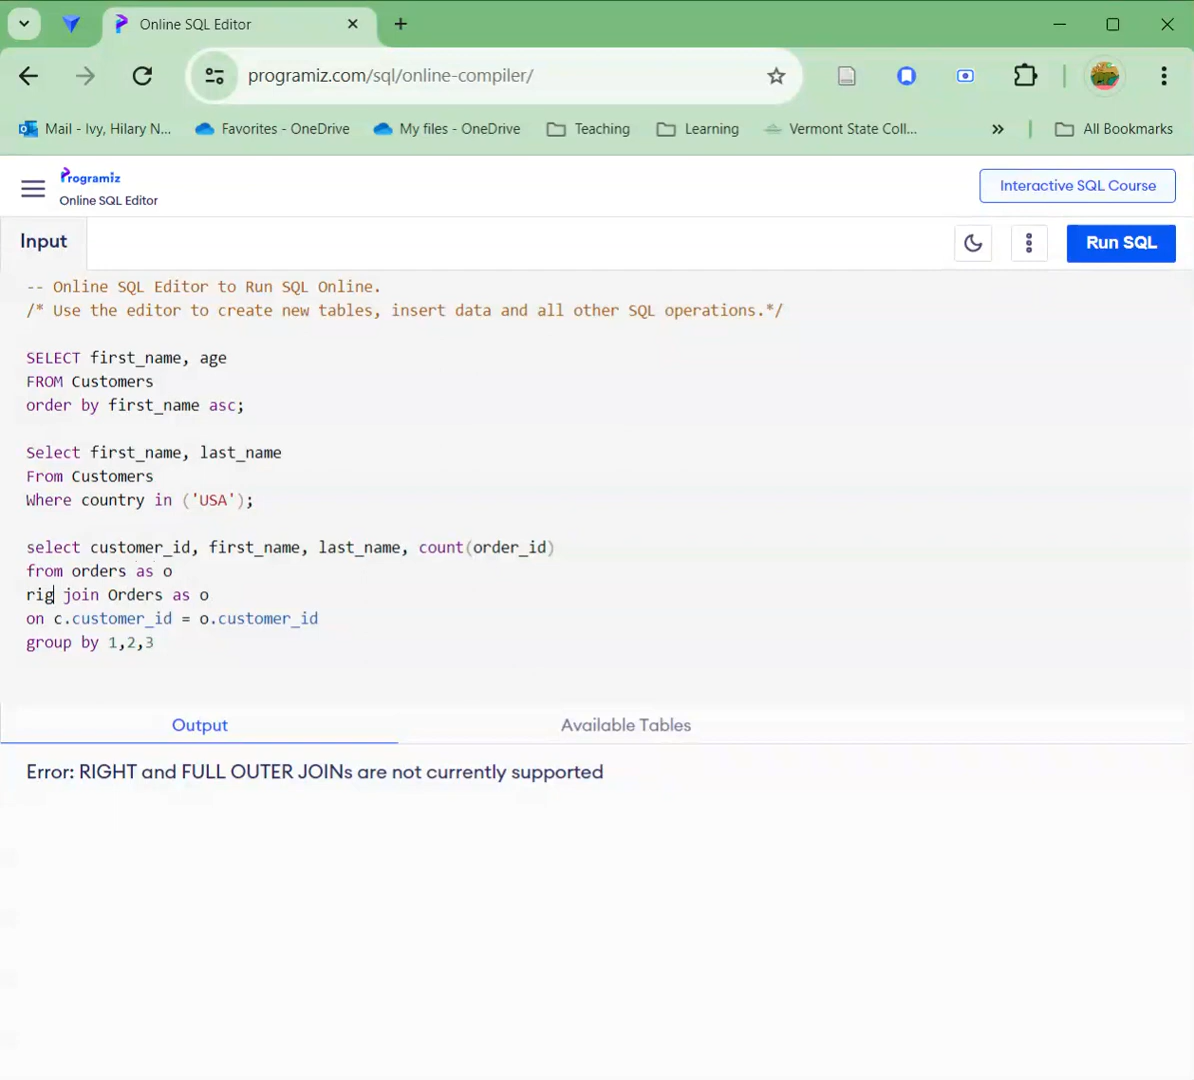 Online SQL Editor
programiz.com/sql/online-compiler/
Mail - Ivy, Hilary N...
Favorites - OneDrive
My files - OneDrive
Teaching
Learning
Vermont State Coll...
»
All Bookmarks
Programiz
Online SQL Editor
Interactive SQL Course
Input
Run SQL
-- Online SQL Editor to Run SQL Online.
/* Use the editor to create new tables, insert data and all other SQL operations.*/
SELECT first_name, age
FROM Customers
order by first_name asc;
Select first_name, last_name
From Customers
Where country in ('USA');
select customer_id, first_name, last_name, count(order_id)
from orders as o
rig join Orders as o
on c.customer_id = o.customer_id
group by 1,2,3
Output
Available Tables
Error: RIGHT and FULL OUTER JOINs are not currently supported